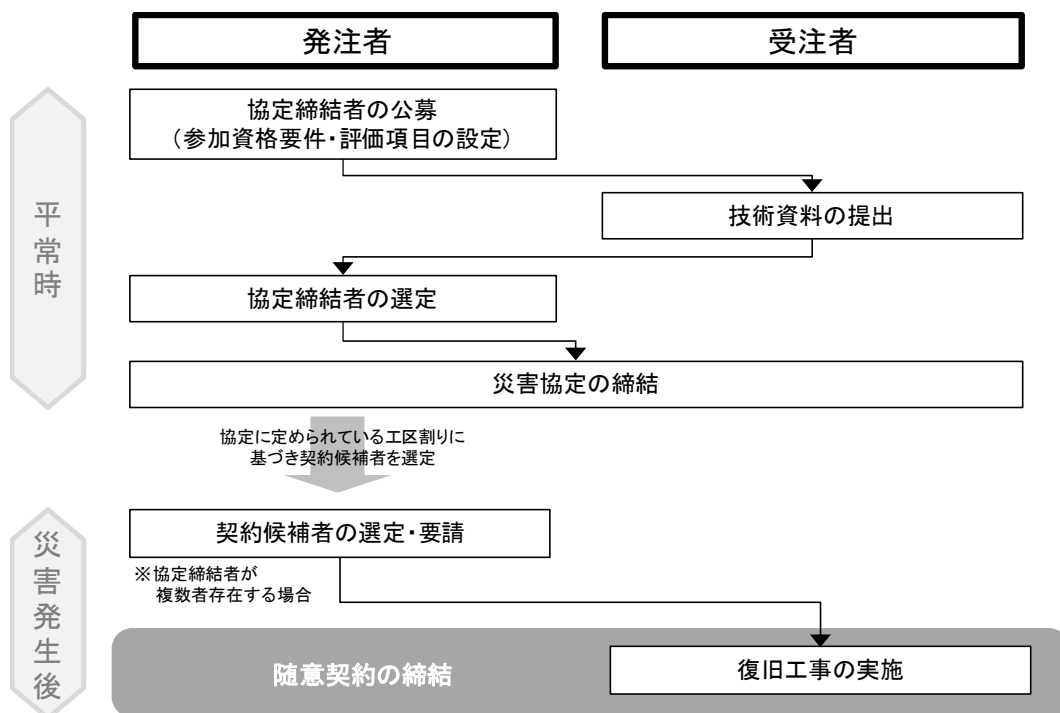 発注者
受注者
平常時
協定締結者の公募
（参加資格要件・評価項目の設定）
技術資料の提出
協定締結者の選定
災害協定の締結
協定に定められている工区割りに
基づき契約候補者を選定
災害発生後
契約候補者の選定・要請
※協定締結者が
複数者存在する場合
随意契約の締結
復旧工事の実施